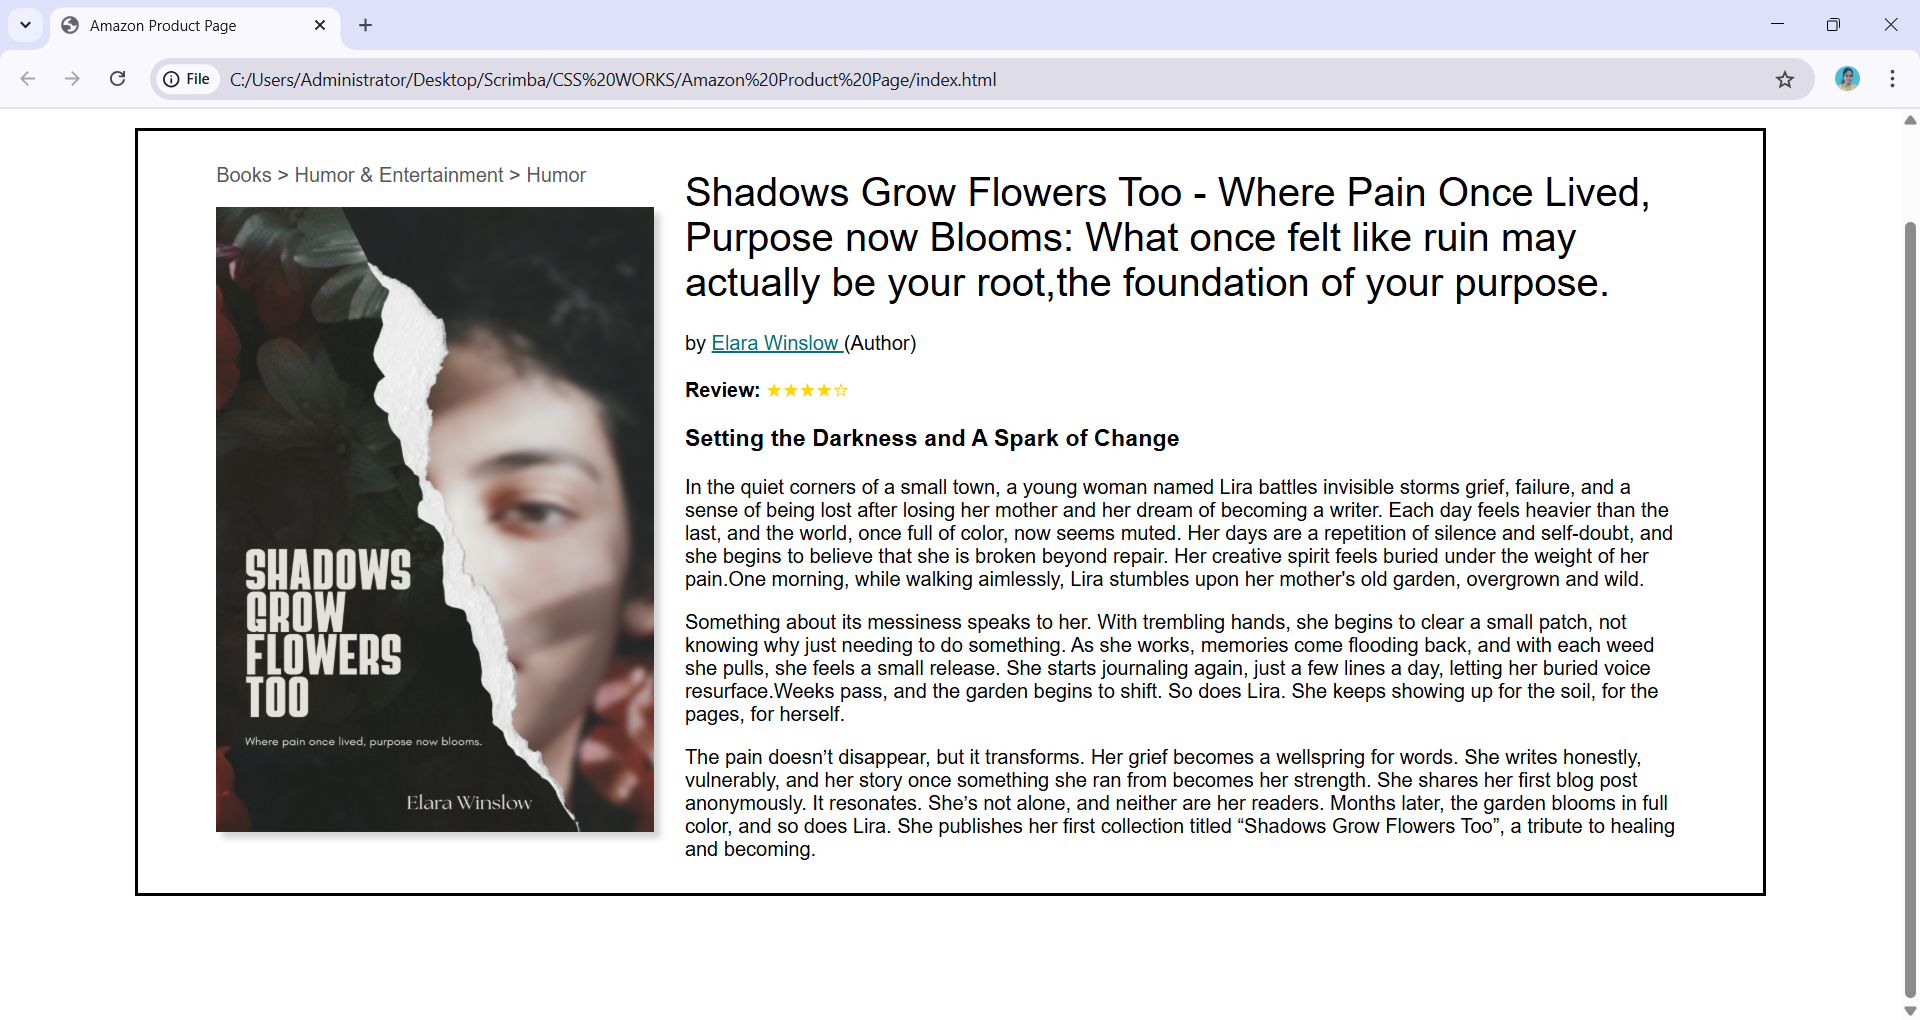 Amazon Product Page
File
C:/Users/Administrator/Desktop/Scrimba/CSS%20WORKS/Amazon%20Product%20Page/index.html
Books > Humor & Entertainment > Humor
SHADOWS
GROW
FLOWERS
TOO
Where pain once lived, purpose now blooms.
Elara Winslow
Shadows Grow Flowers Too - Where Pain Once Lived,
Purpose now Blooms: What once felt like ruin may
actually be your root,the foundation of your purpose.
by Elara Winslow (Author)
Review: ★★★★☆
Setting the Darkness and A Spark of Change
In the quiet corners of a small town, a young woman named Lira battles invisible storms grief, failure, and a
sense of being lost after losing her mother and her dream of becoming a writer. Each day feels heavier than the
last, and the world, once full of color, now seems muted. Her days are a repetition of silence and self-doubt, and
she begins to believe that she is broken beyond repair. Her creative spirit feels buried under the weight of her
pain.One morning, while walking aimlessly, Lira stumbles upon her mother's old garden, overgrown and wild.
Something about its messiness speaks to her. With trembling hands, she begins to clear a small patch, not
knowing why just needing to do something. As she works, memories come flooding back, and with each weed
she pulls, she feels a small release. She starts journaling again, just a few lines a day, letting her buried voice
resurface.Weeks pass, and the garden begins to shift. So does Lira. She keeps showing up for the soil, for the
pages, for herself.
The pain doesn’t disappear, but it transforms. Her grief becomes a wellspring for words. She writes honestly,
vulnerably, and her story once something she ran from becomes her strength. She shares her first blog post
anonymously. It resonates. She’s not alone, and neither are her readers. Months later, the garden blooms in full
color, and so does Lira. She publishes her first collection titled “Shadows Grow Flowers Too”, a tribute to healing
and becoming.